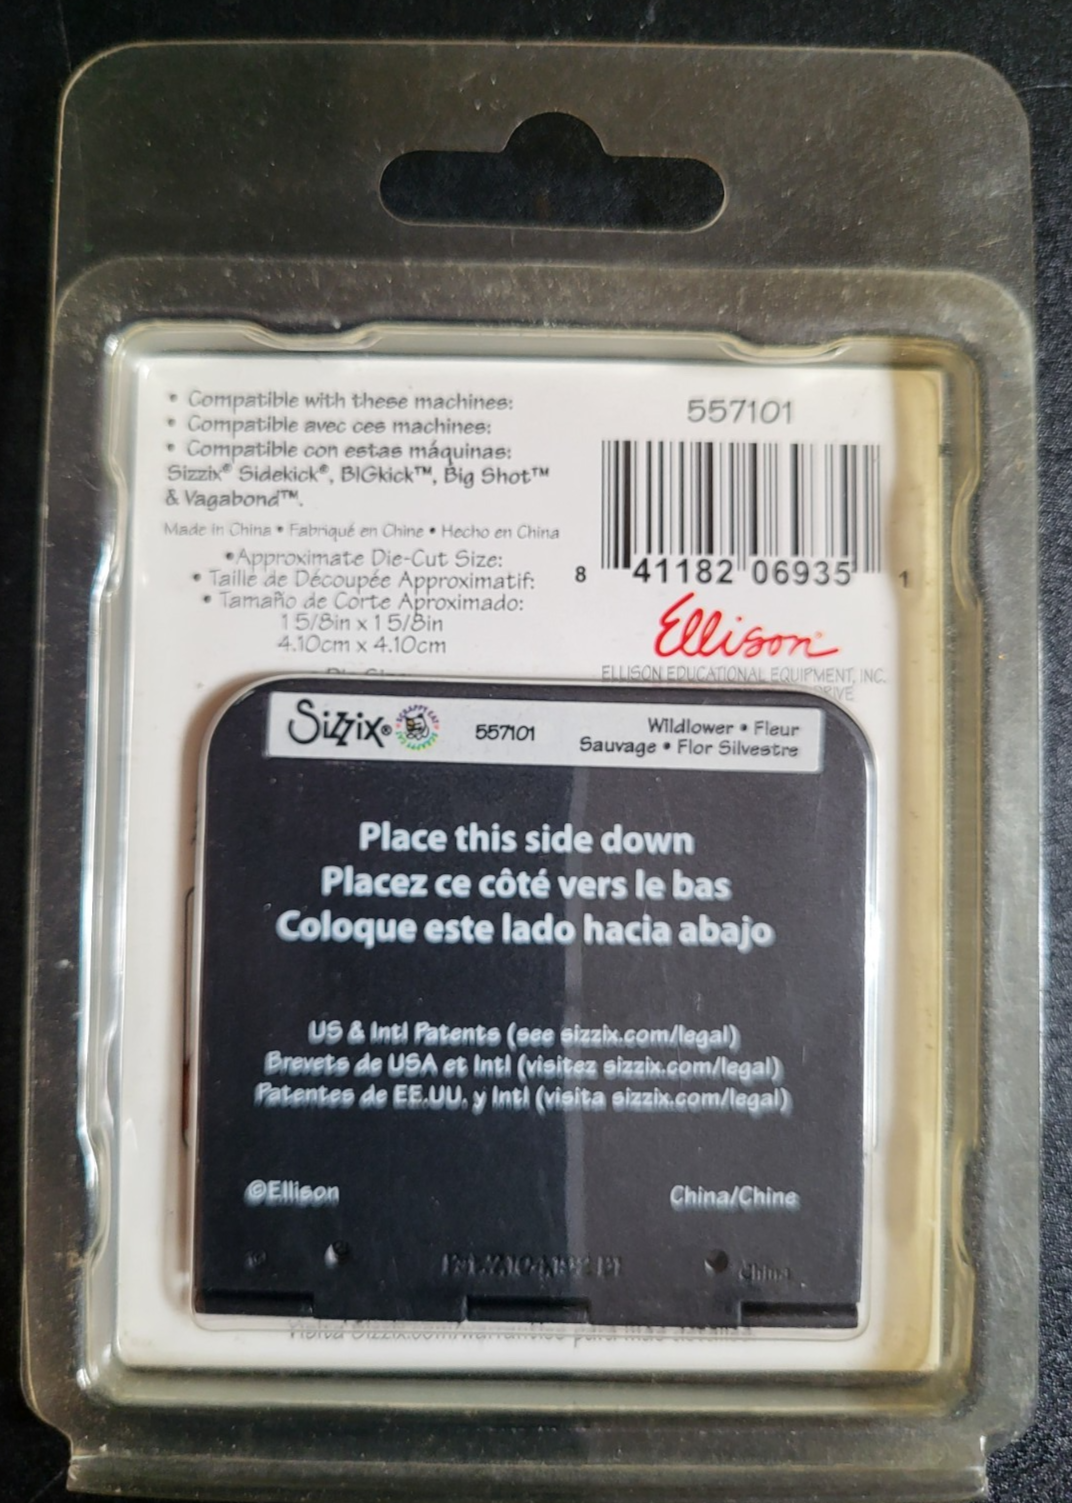 • Compatible with these machines:
• Compatible avec ces machines:
• Compatible con estas máquinas:
Sizzix® Sidekick®, BIGkick™, Big Shot™
& Vagabond™.
Made in China • Fabriqué en Chine • Hecho en China
• Approximate Die-Cut Size:
• Taille de Découpée Approximatif:
• Tamaño de Corte Aproximado:
1 5/8in x 1 5/8in
4.10cm x 4.10cm
557101
8 41182 06935 1
Ellison®
ELLISON EDUCATIONAL EQUIPMENT, INC.
DRIVE
Sizzix®
SCRAPPY CAT
557101
Wildlower • Fleur
Sauvage • Flor Silvestre
Place this side down
Placez ce côté vers le bas
Coloque este lado hacia abajo
US & Intl Patents (see sizzix.com/legal)
Brevets de USA et Intl (visitez sizzix.com/legal)
Patentes de EE.UU. y Intl (visita sizzix.com/legal)
©Ellison
China/Chine
China